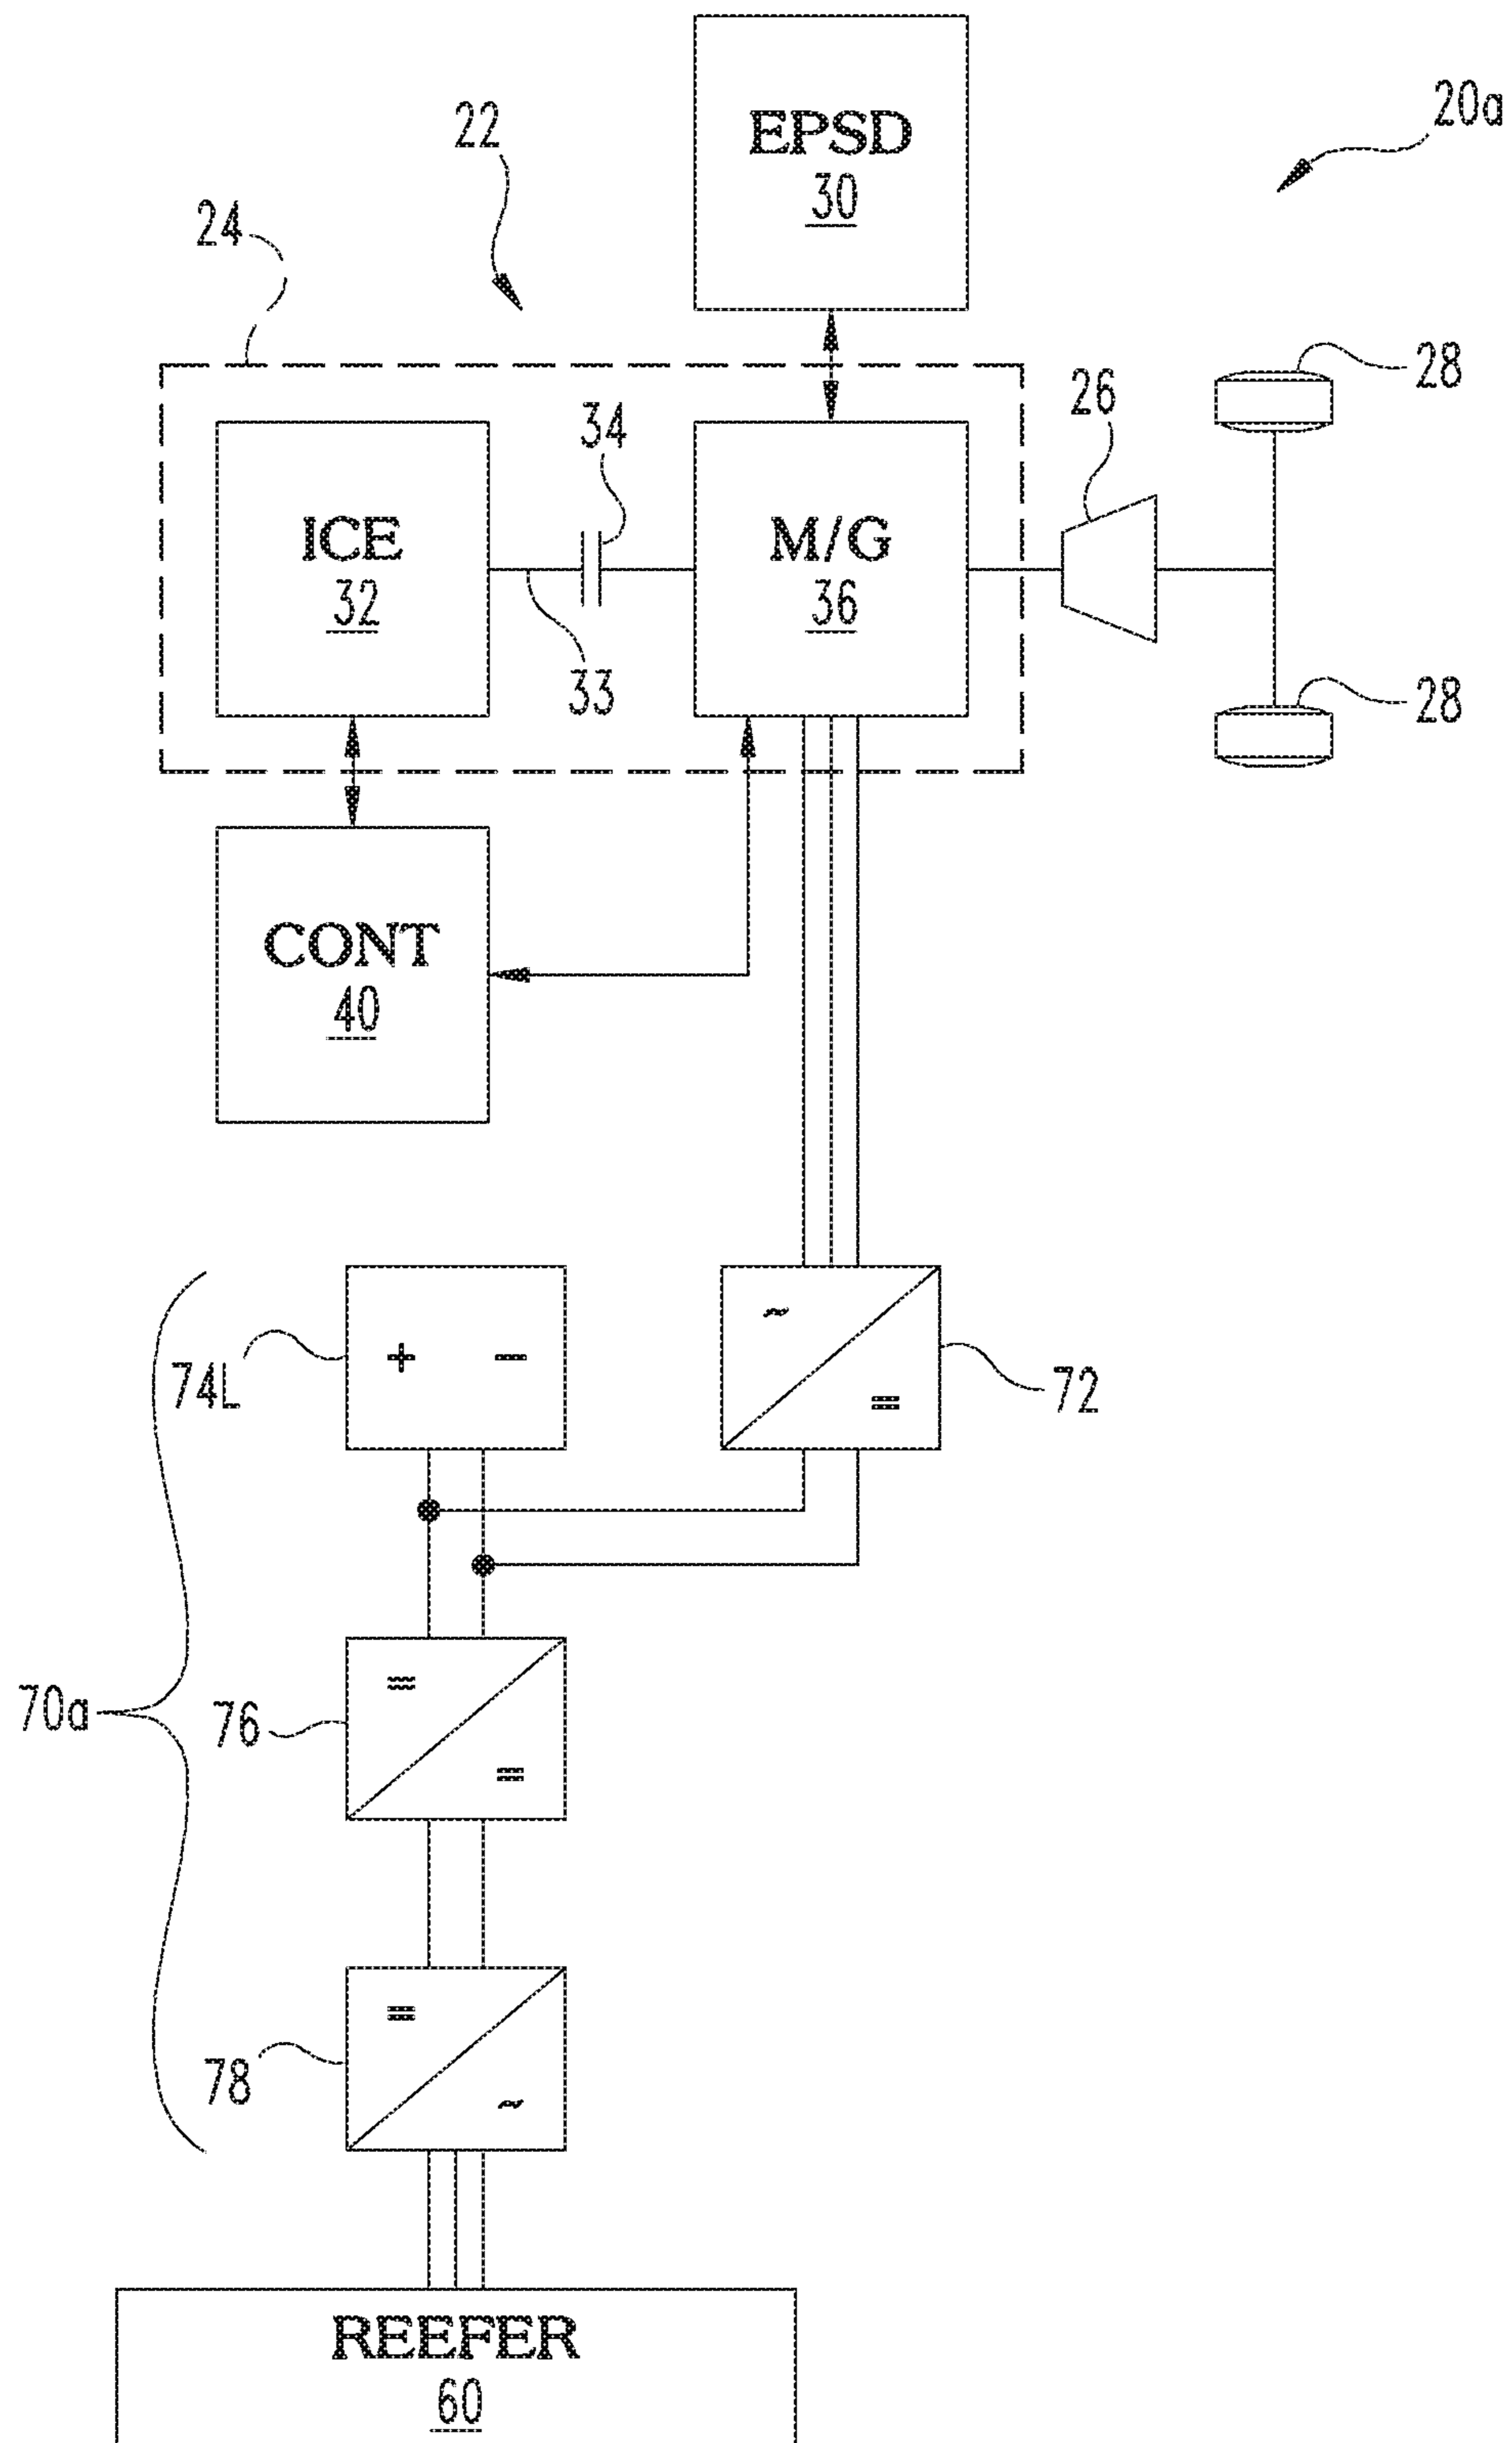 EPSD
30
20a
22
24
28
26
34
ICE
32
M/G
36
33
28
CONT
40
~
+ −
=
74L
72
=
70a
76
=
=
78
~
REEFER
60